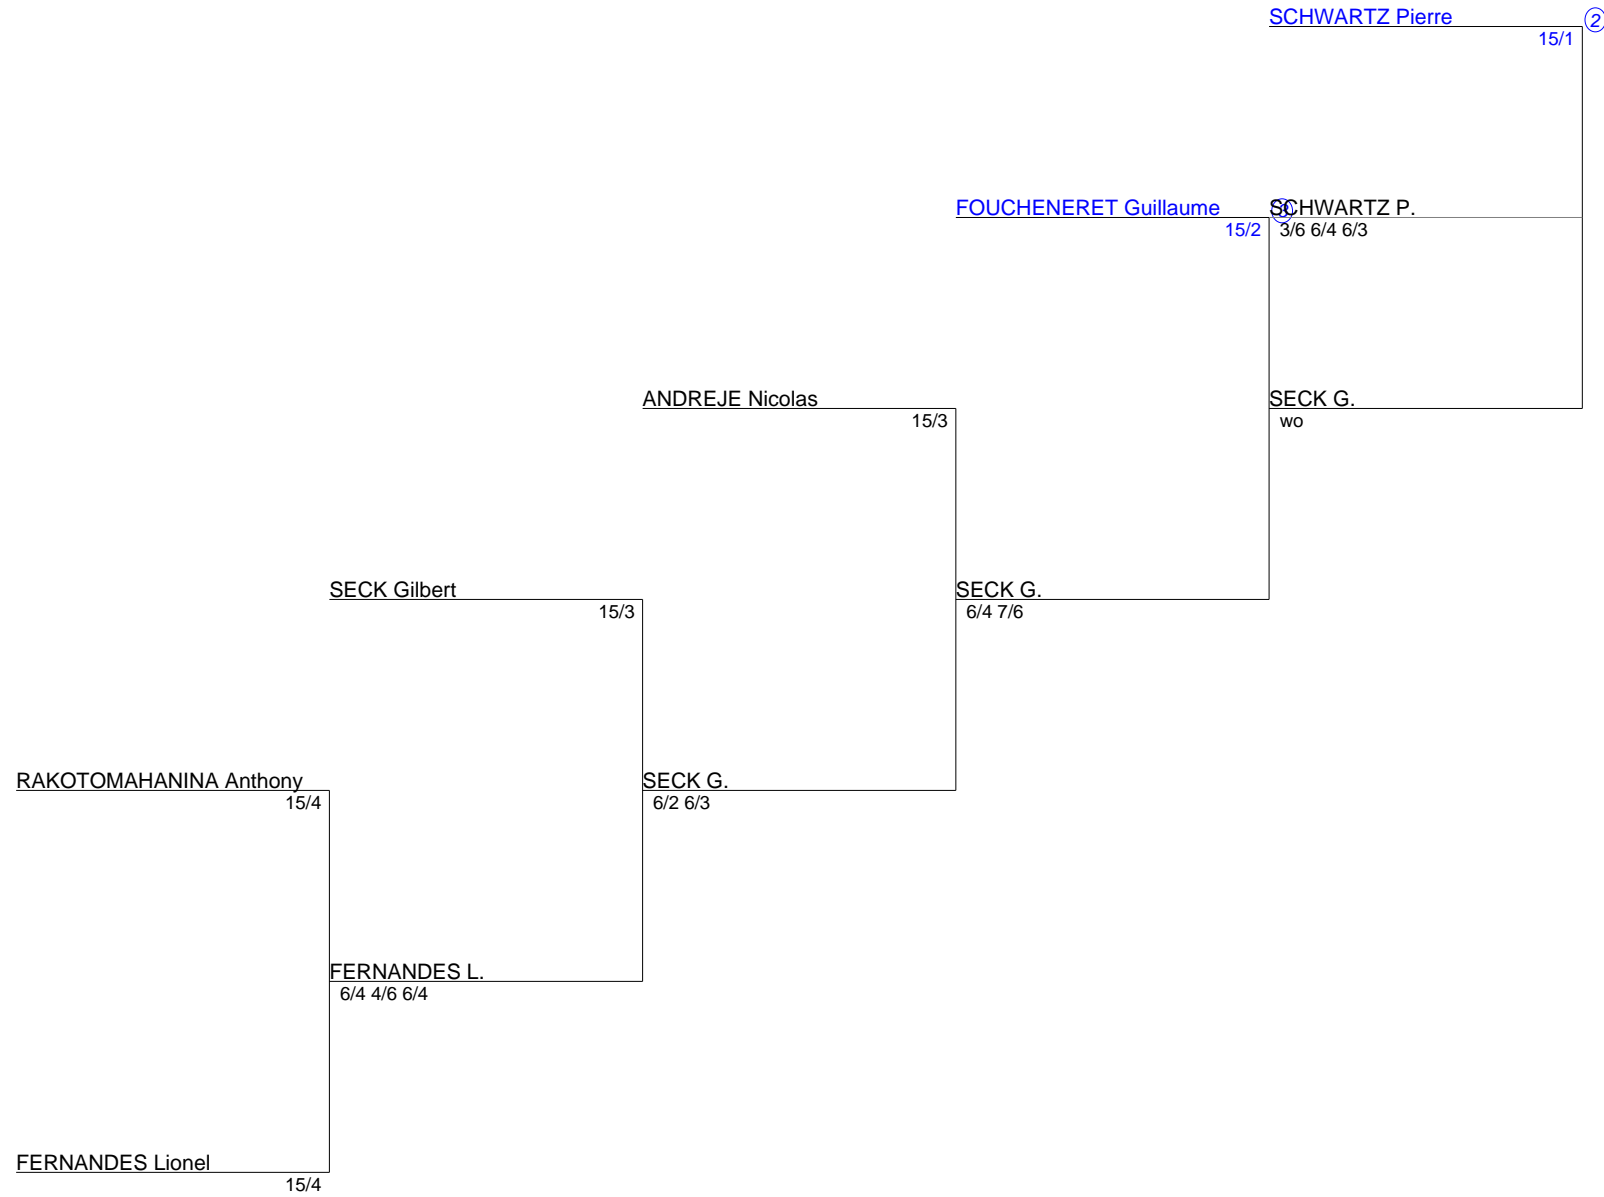 SCHWARTZ Pierre 2
15/1
FOUCHENERET Guillaume
SCHWARTZ P.
15/2
3/6 6/4 6/3
ANDREJE Nicolas
SECK G.
15/3
wo
SECK Gilbert
SECK G.
15/3
6/4 7/6
RAKOTOMAHANINA Anthony
SECK G.
15/4
6/2 6/3
FERNANDES L.
6/4 4/6 6/4
FERNANDES Lionel
15/4